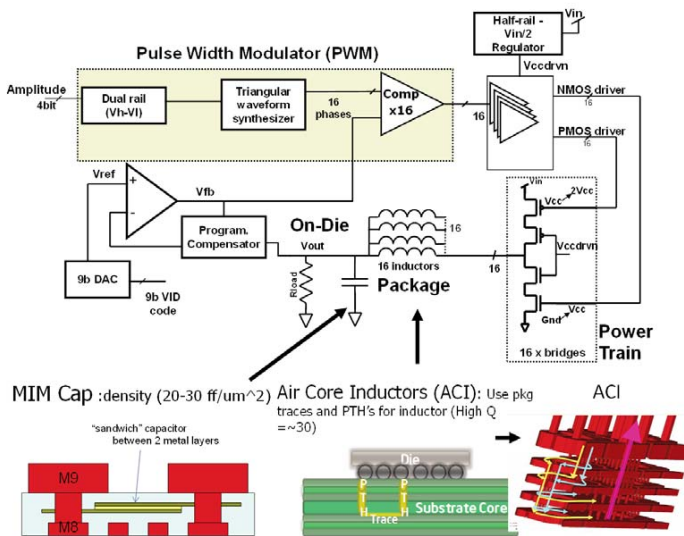 Half-rail -
Vin/2
Regulator
Vin
Pulse Width Modulator (PWM)
Vccdrvn
Amplitude
4bit
Dual rail
(Vh-Vl)
Triangular
waveform
synthesizer
16
phases
Comp
x16
16
NMOS driver
16
PMOS driver
16
Vref
+
-
Vfb
Program.
Compensator
9b DAC
9b VID
code
On-Die
Vout
Rload
16
16 inductors
Package
16
Vin
Vcc
2Vcc
Vccdrvn
Gnd
Vcc
16 x bridges
Power
Train
MIM Cap :density (20-30 ff/um^2)
"sandwich" capacitor
between 2 metal layers
M9
M8
Air Core Inductors (ACI): Use pkg
traces and PTH's for inductor (High Q
=~30)
Die
P P
T T
H H
Trace
Substrate Core
ACI